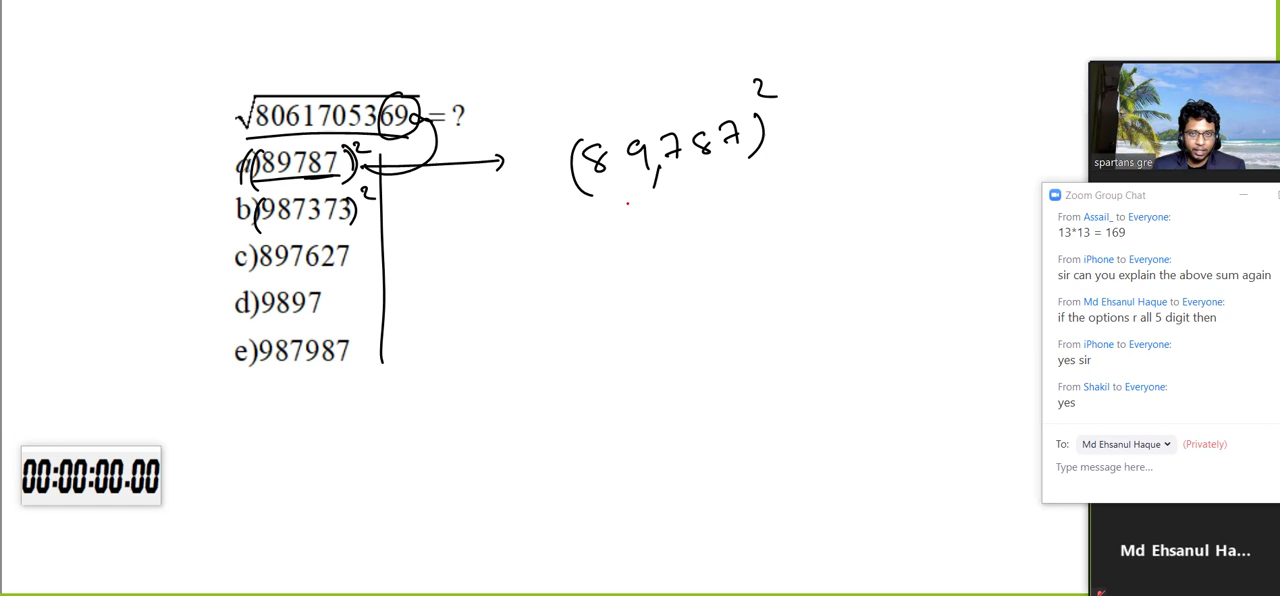 √8061705369 = ?
a)(89787)²
b)(987373)²
c)897627
d)9897
e)987987
(89,787)²
00:00:00.00
spartans gre
Zoom Group Chat
From Assail_ to Everyone:
13*13 = 169
From iPhone to Everyone:
sir can you explain the above sum again
From Md Ehsanul Haque to Everyone:
if the options r all 5 digit then
From iPhone to Everyone:
yes sir
From Shakil to Everyone:
yes
To: Md Ehsanul Haque (Privately)
Type message here...
Md Ehsanul Ha...